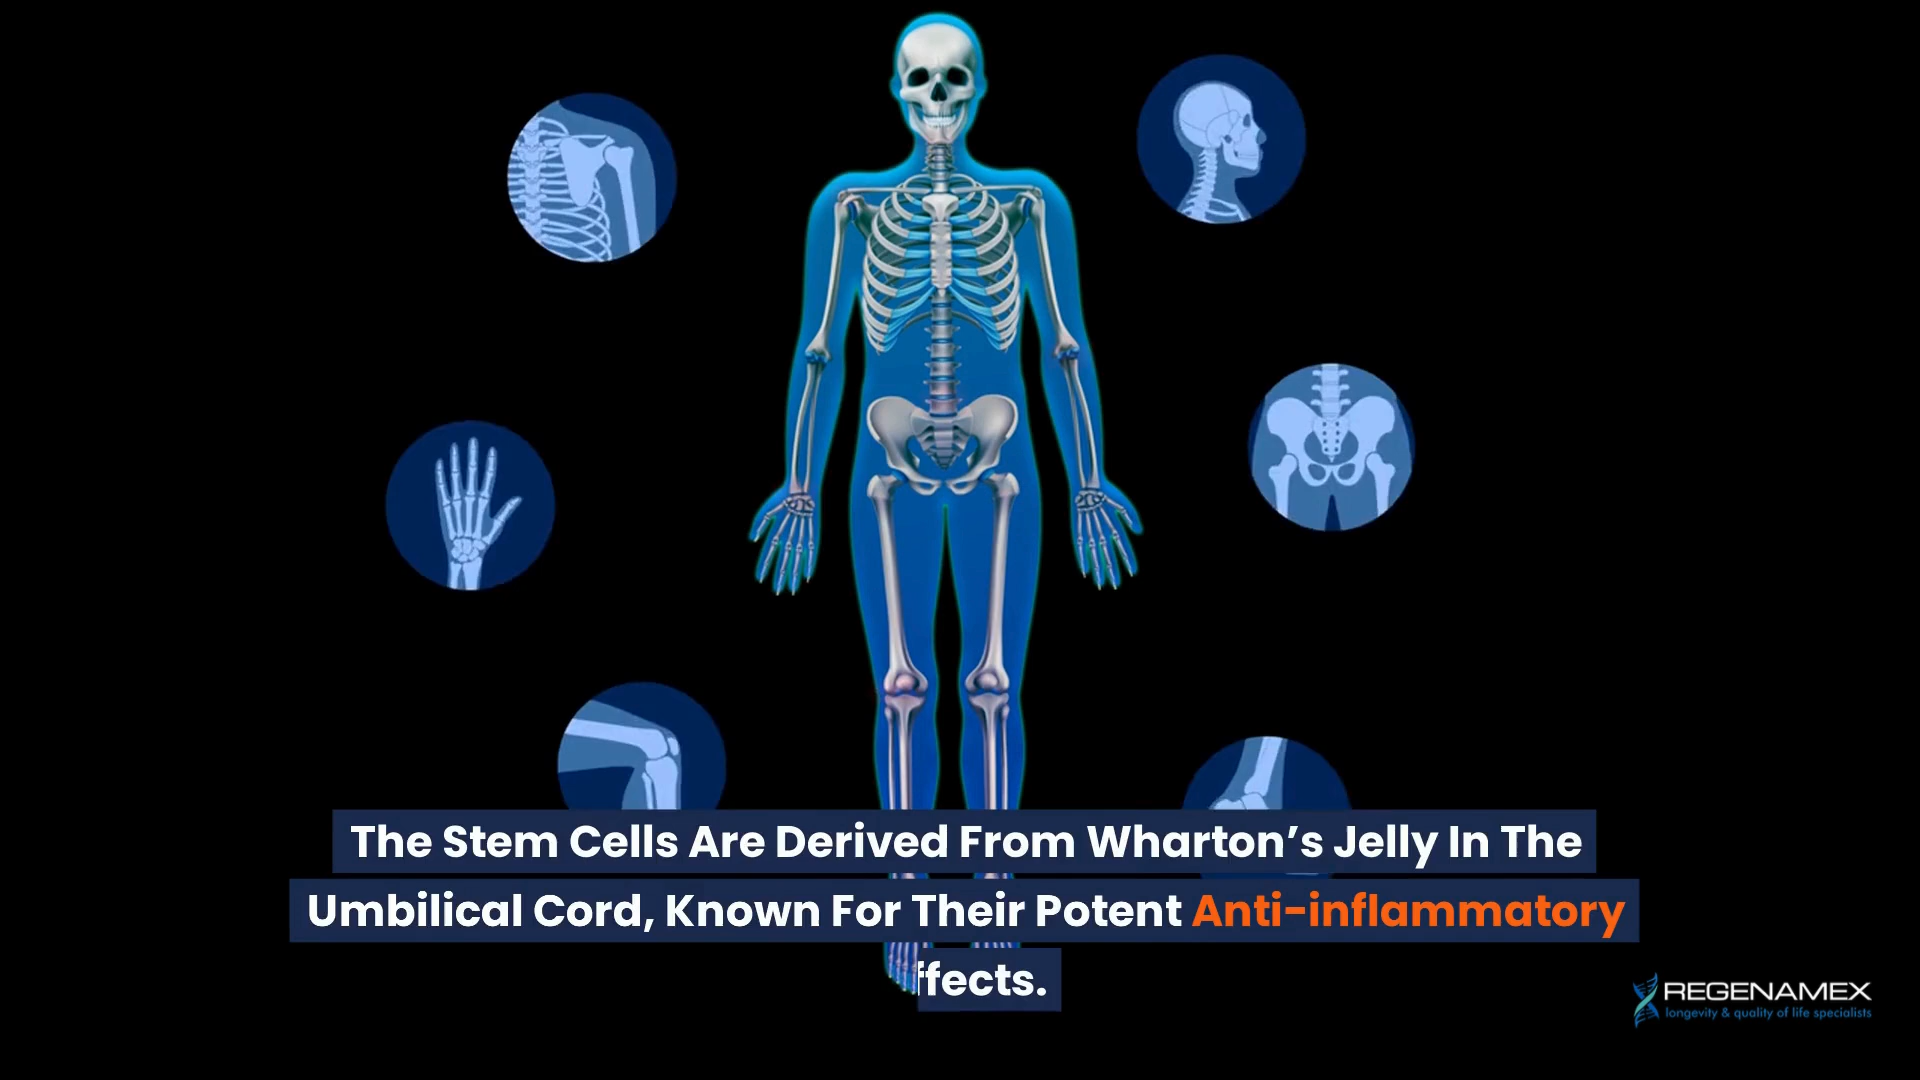 The Stem Cells Are Derived From Wharton’s Jelly In The
Umbilical Cord, Known For Their Potent Anti-inflammatory
ffects.
REGENAMEX
longevity & quality of life specialists